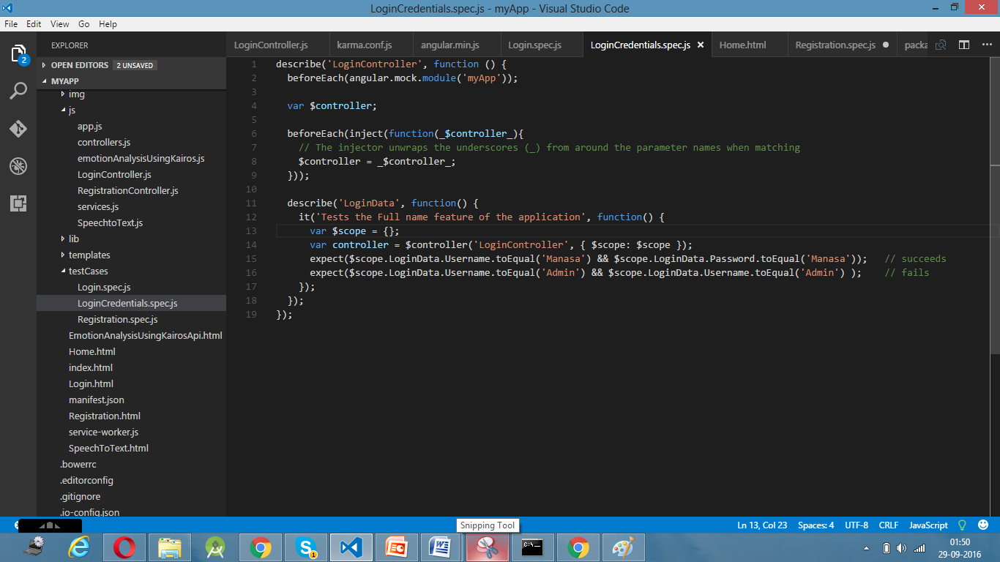 LoginCredentials.spec.js - myApp - Visual Studio Code
File Edit View Go Help
EXPLORER
2
OPEN EDITORS 2 UNSAVED
MYAPP
img
js
app.js
controllers.js
emotionAnalysisUsingKairos.js
LoginController.js
RegistrationController.js
services.js
SpeechtoText.js
lib
templates
testCases
Login.spec.js
LoginCredentials.spec.js
Registration.spec.js
EmotionAnalysisUsingKairosApi.html
Home.html
index.html
Login.html
manifest.json
Registration.html
service-worker.js
SpeechToText.html
.bowerrc
.editorconfig
.gitignore
.io-config.json
LoginController.js karma.conf.js angular.min.js Login.spec.js LoginCredentials.spec.js Home.html Registration.spec.js packa
1 describe('LoginController', function () {
2 beforeEach(angular.mock.module('myApp'));
3
4 var $controller;
5
6 beforeEach(inject(function(_$controller_){
7 // The injector unwraps the underscores (_) from around the parameter names when matching
8 $controller = _$controller_;
9 }));
10
11 describe('LoginData', function() {
12 it('Tests the Full name feature of the application', function() {
13 var $scope = {};
14 var controller = $controller('LoginController', { $scope: $scope });
15 expect($scope.LoginData.Username.toEqual('Manasa') && $scope.LoginData.Password.toEqual('Manasa')); // succeeds
16 expect($scope.LoginData.Username.toEqual('Admin') && $scope.LoginData.Username.toEqual('Admin') ); // fails
17 });
18 });
19 });
Snipping Tool
Ln 13, Col 23 Spaces: 4 UTF-8 CRLF JavaScript
1
C:\
01:50
29-09-2016